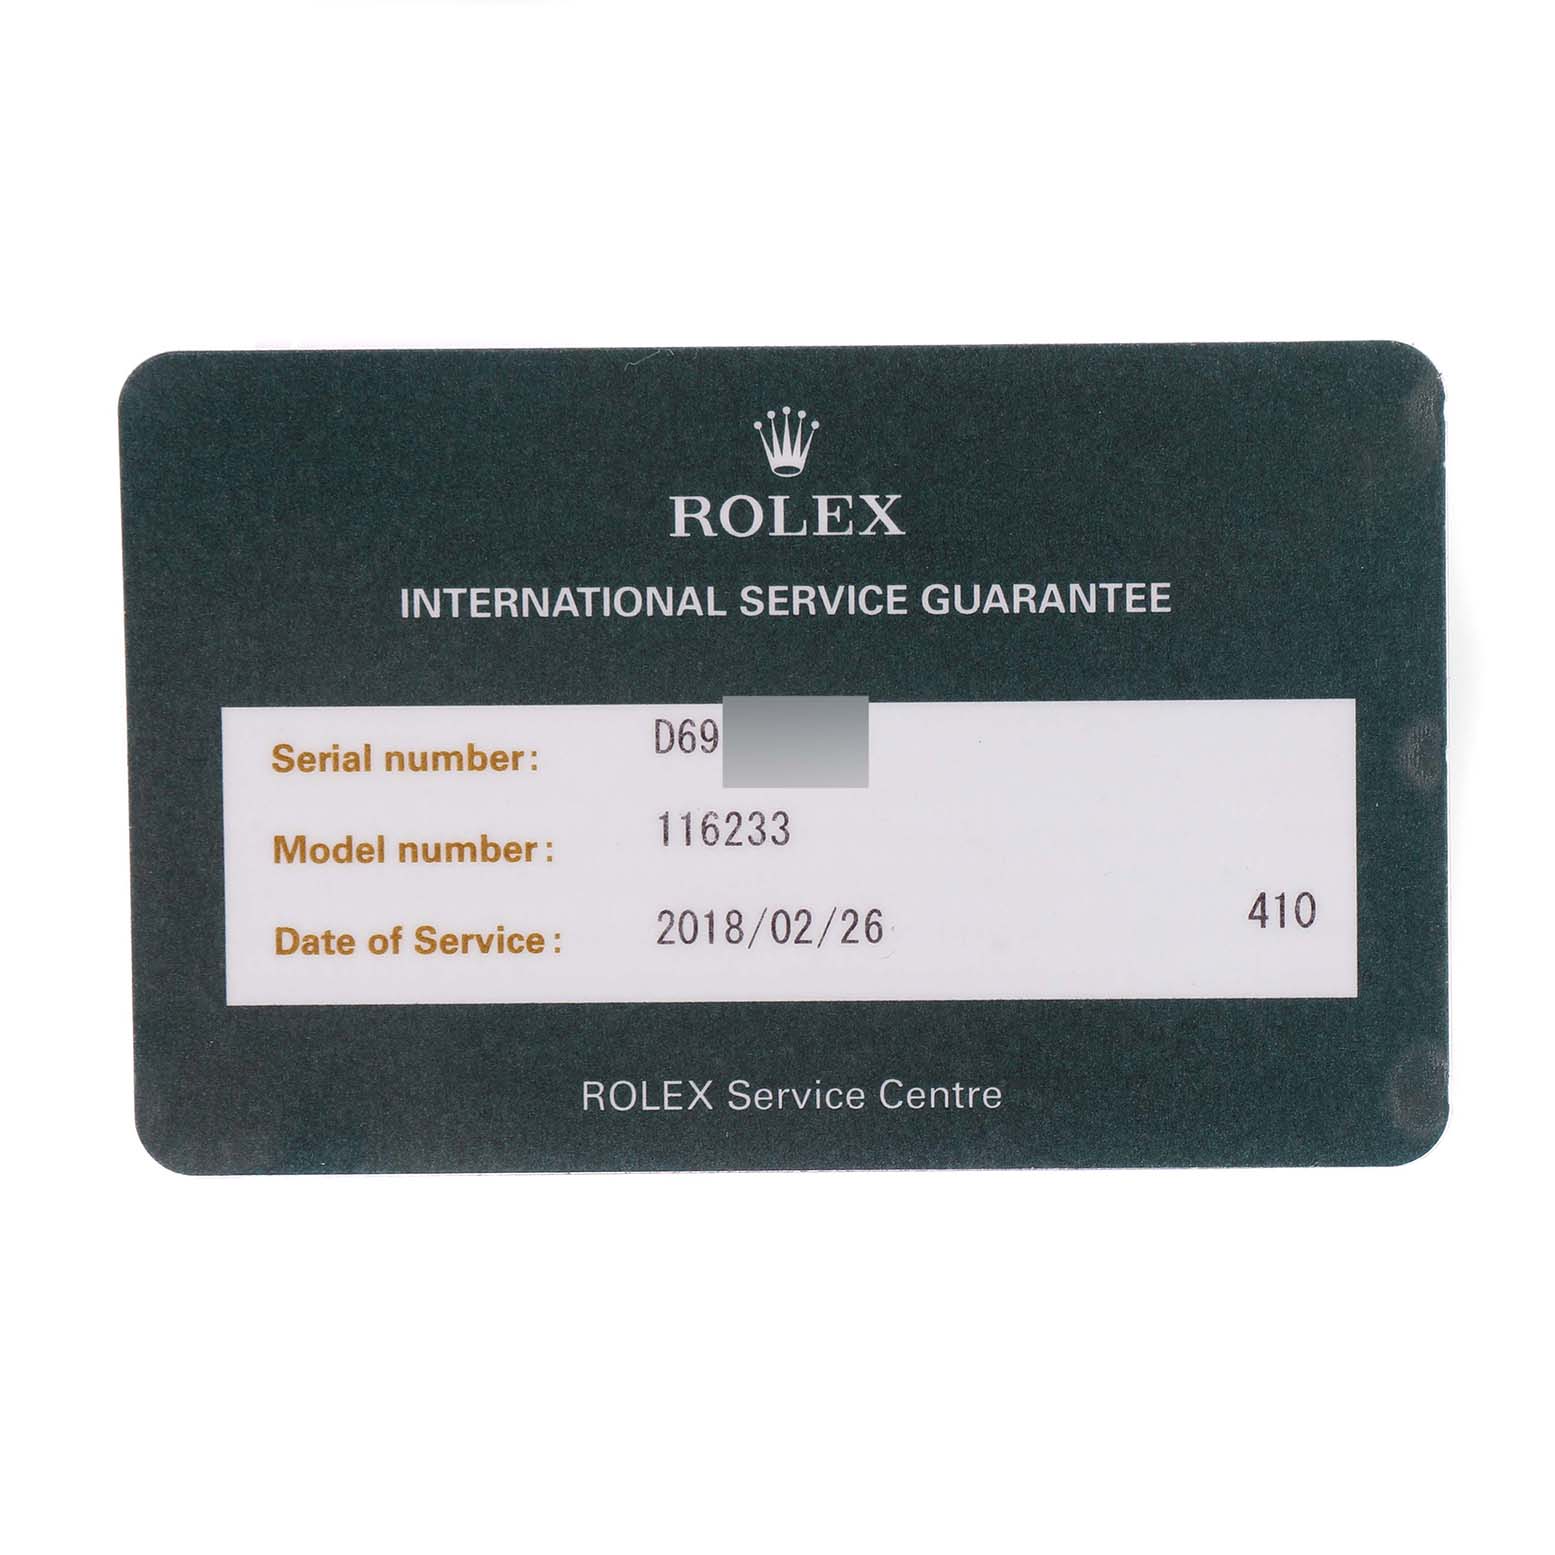 ROLEX
INTERNATIONAL SERVICE GUARANTEE
Serial number: D69
Model number: 116233
Date of Service: 2018/02/26 410
ROLEX Service Centre